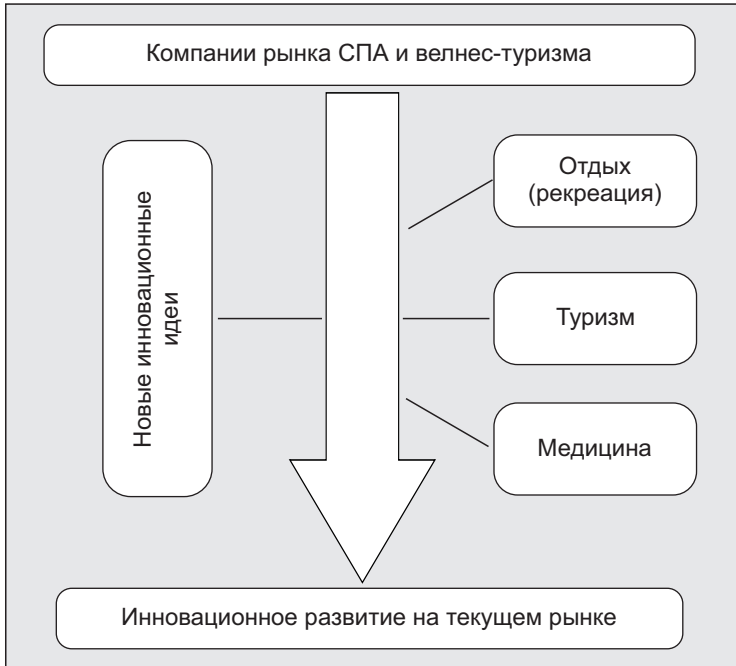 Компании рынка СПА и велнес-туризма
Новые инновационные
идеи
Отдых
(рекреация)
Туризм
Медицина
Инновационное развитие на текущем рынке